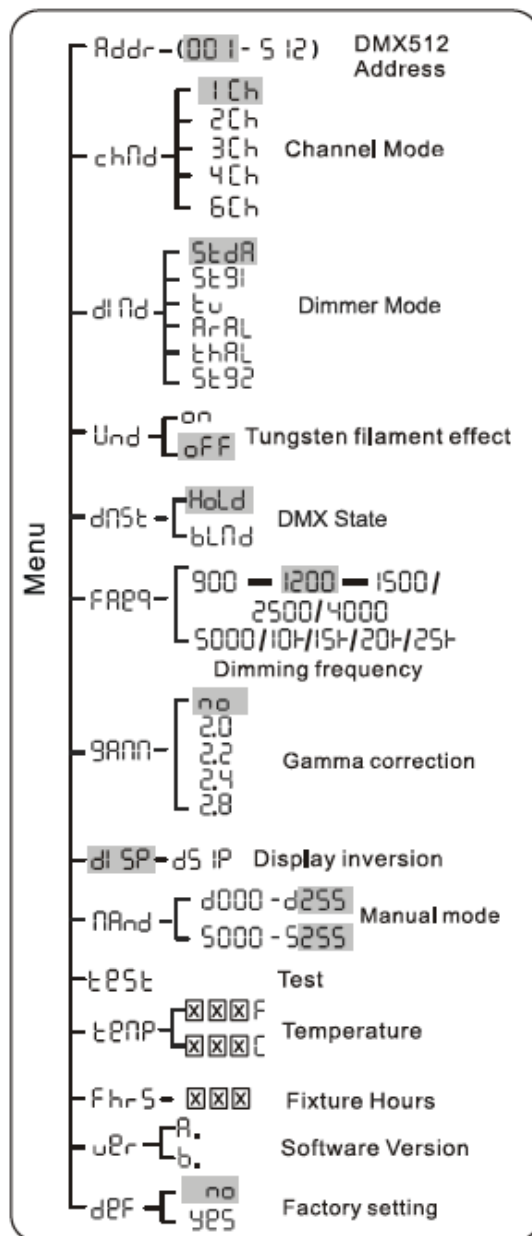 Menu
Addr-(001-512) DMX512 Address
chMd
1Ch
2Ch
3Ch
4Ch
6Ch
Channel Mode
diMd
StdA
Stg1
tv
ArAL
thAL
Stg2
Dimmer Mode
Und
on
oFF
Tungsten filament effect
dMSt
HoLd
bLMd
DMX State
FREq
900 — 1200 — 1500/
2500/4000
5000/10k/15k/20k/25k
Dimming frequency
gAMM
no
2.0
2.2
2.4
2.8
Gamma correction
diSP-dSIP Display inversion
MAnd
d000-d255
S000-S255
Manual mode
teSt Test
teMP
XXXF
XXXC
Temperature
FhrS- XXX Fixture Hours
ver
A.
b.
Software Version
deF
no
yeS
Factory setting